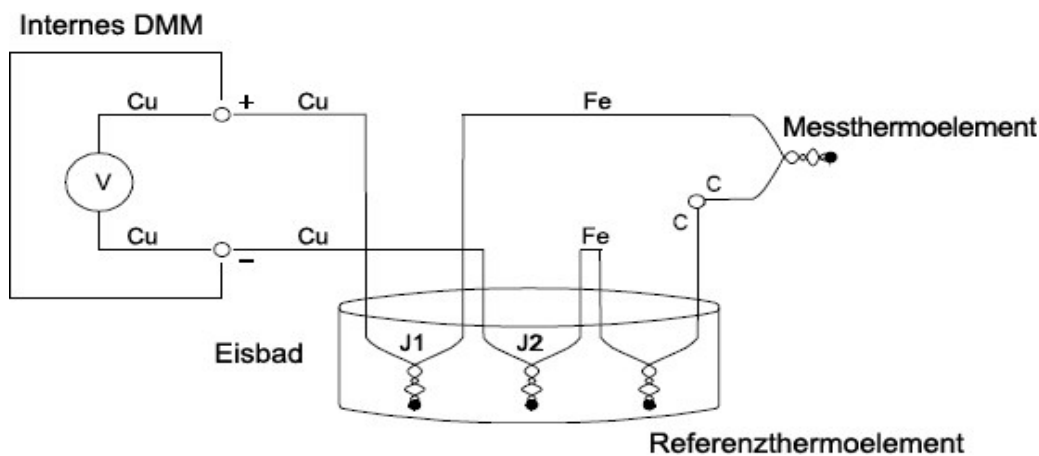 Internes DMM
Cu
+
Cu
Fe
Messthermoelement
V
C
C
Cu
−
Cu
Fe
Eisbad
J1
J2
Referenzthermoelement